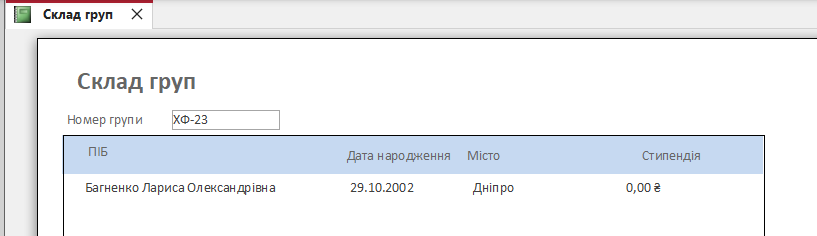 Склад груп
Склад груп
Номер групи ХФ-23
ПІБ Дата народження Місто Стипендія
Багненко Лариса Олександрівна 29.10.2002 Дніпро 0,00 ₴